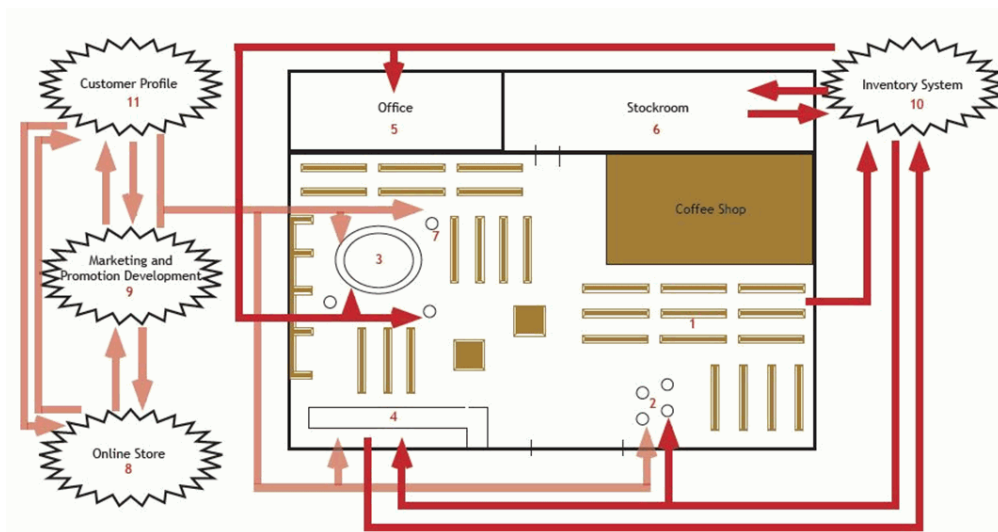 Customer Profile
11
Office
5
Stockroom
6
Inventory System
10
Coffee Shop
7
3
Marketing and
Promotion Development
9
1
2
4
Online Store
8